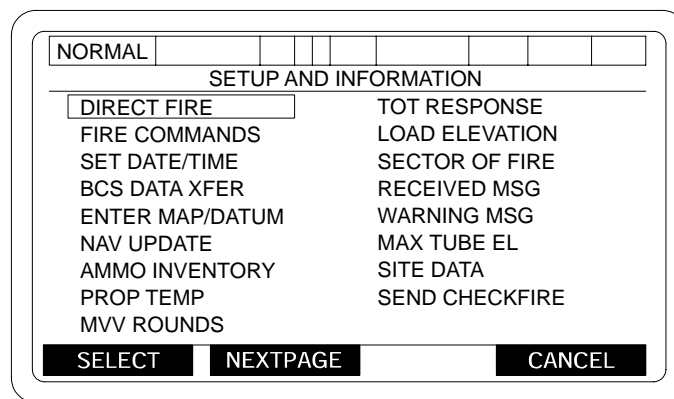 NORMAL
SETUP AND INFORMATION
DIRECT FIRE
FIRE COMMANDS
SET DATE/TIME
BCS DATA XFER
ENTER MAP/DATUM
NAV UPDATE
AMMO INVENTORY
PROP TEMP
MVV ROUNDS
TOT RESPONSE
LOAD ELEVATION
SECTOR OF FIRE
RECEIVED MSG
WARNING MSG
MAX TUBE EL
SITE DATA
SEND CHECKFIRE
SELECT NEXTPAGE CANCEL